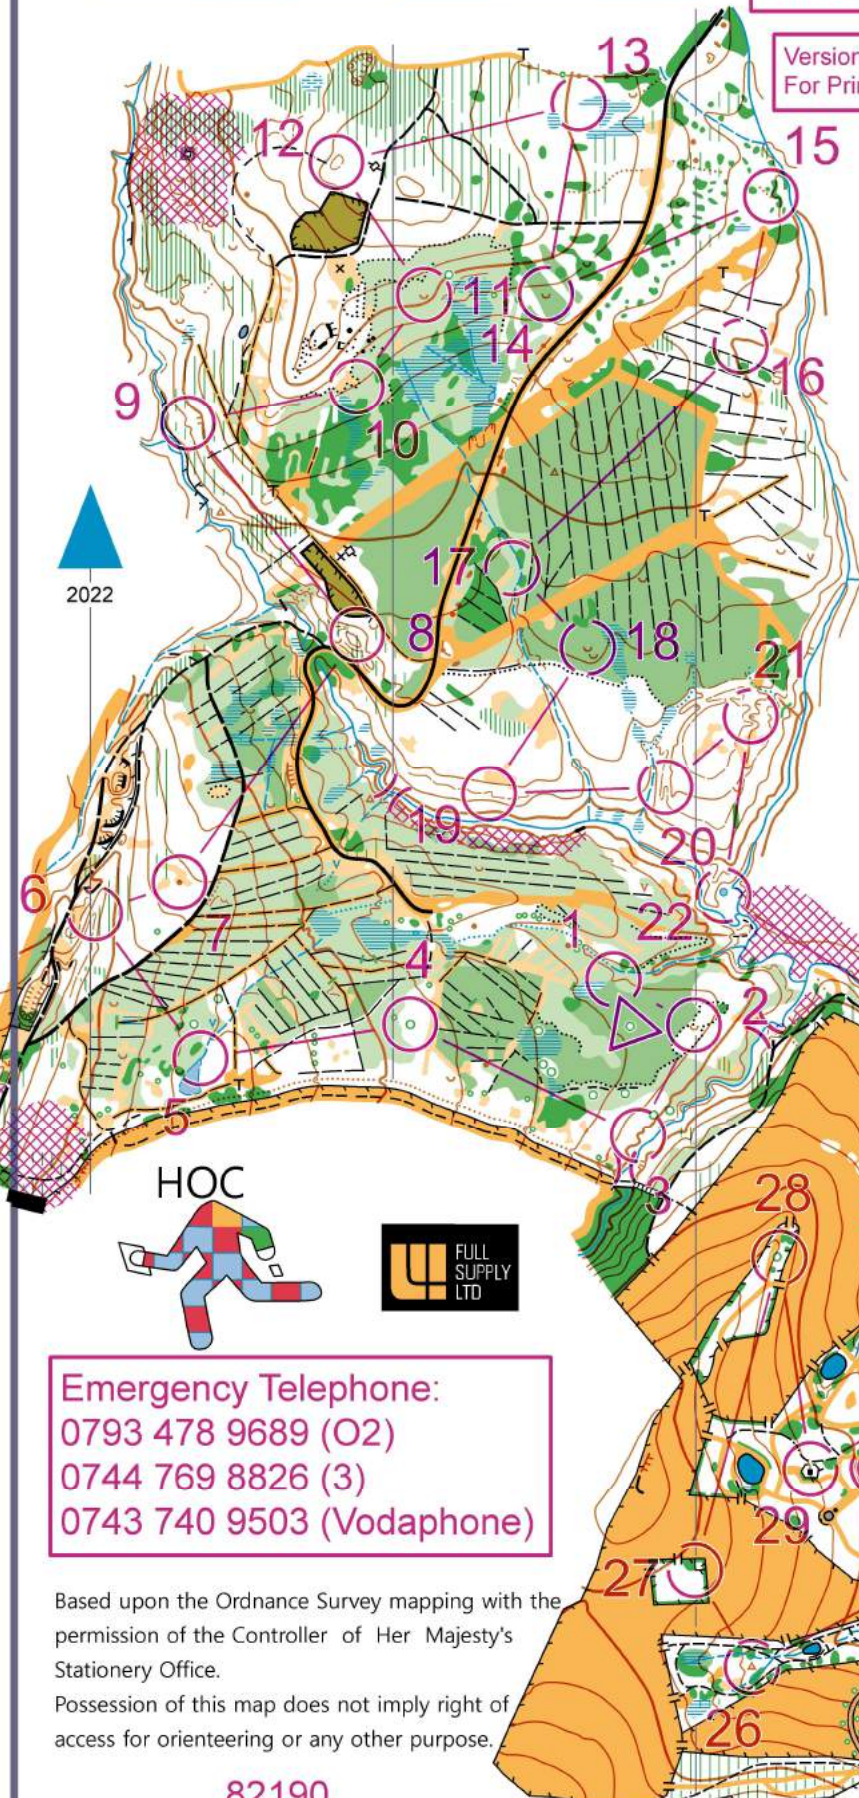 13
Version
For Prin
12
15
11
14
16
9
10
2022
17
8
18
21
19
20
6
7
1
22
4
2
5
3
HOC
FULL
SUPPLY
LTD
28
Emergency Telephone:
0793 478 9689 (O2)
0744 769 8826 (3)
0743 740 9503 (Vodaphone)
29
27
Based upon the Ordnance Survey mapping with the
permission of the Controller of Her Majesty's
Stationery Office.
Possession of this map does not imply right of
access for orienteering or any other purpose.
26
82190